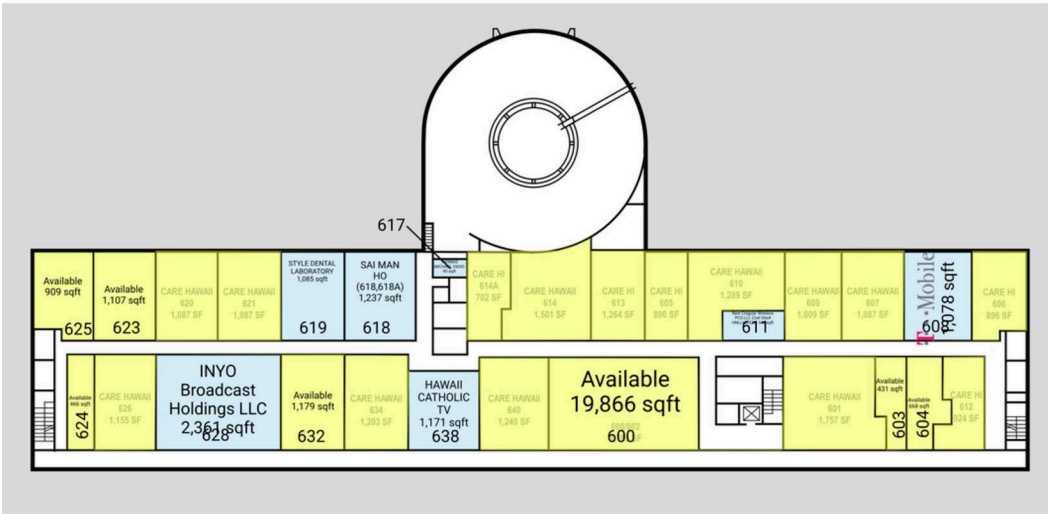 617
Available
909 sqft
625
Available
1,107 sqft
623
CARE HAWAII
620
1,087 SF
CARE HAWAII
621
1,087 SF
STYLE DENTAL
LABORATORY
1,085 sqft
619
SAI MAN
HO
(618,618A)
1,237 sqft
618
CARE HI
614A
702 SF
CARE HAWAII
614
1,501 SF
CARE HI
613
1,264 SF
CARE HI
605
896 SF
CARE HAWAII
610
1,289 SF
611
CARE HAWAII
609
1,009 SF
CARE HAWAII
607
1,087 SF
T-Mobile
1,078 sqft
CARE HI
606
896 SF
Available
466 sqft
624
CARE HAWAII
626
1,155 SF
INYO
Broadcast
Holdings LLC
2,361 sqft
628
Available
1,179 sqft
632
CARE HAWAII
634
1,203 SF
HAWAII
CATHOLIC
TV
1,171 sqft
638
CARE HAWAII
640
1,240 SF
Available
19,866 sqft
600/602
600
SF
CARE HAWAII
601
1,757 SF
Available
431 sqft
603
Available
668 sqft
604
CARE HI
612
924 SF